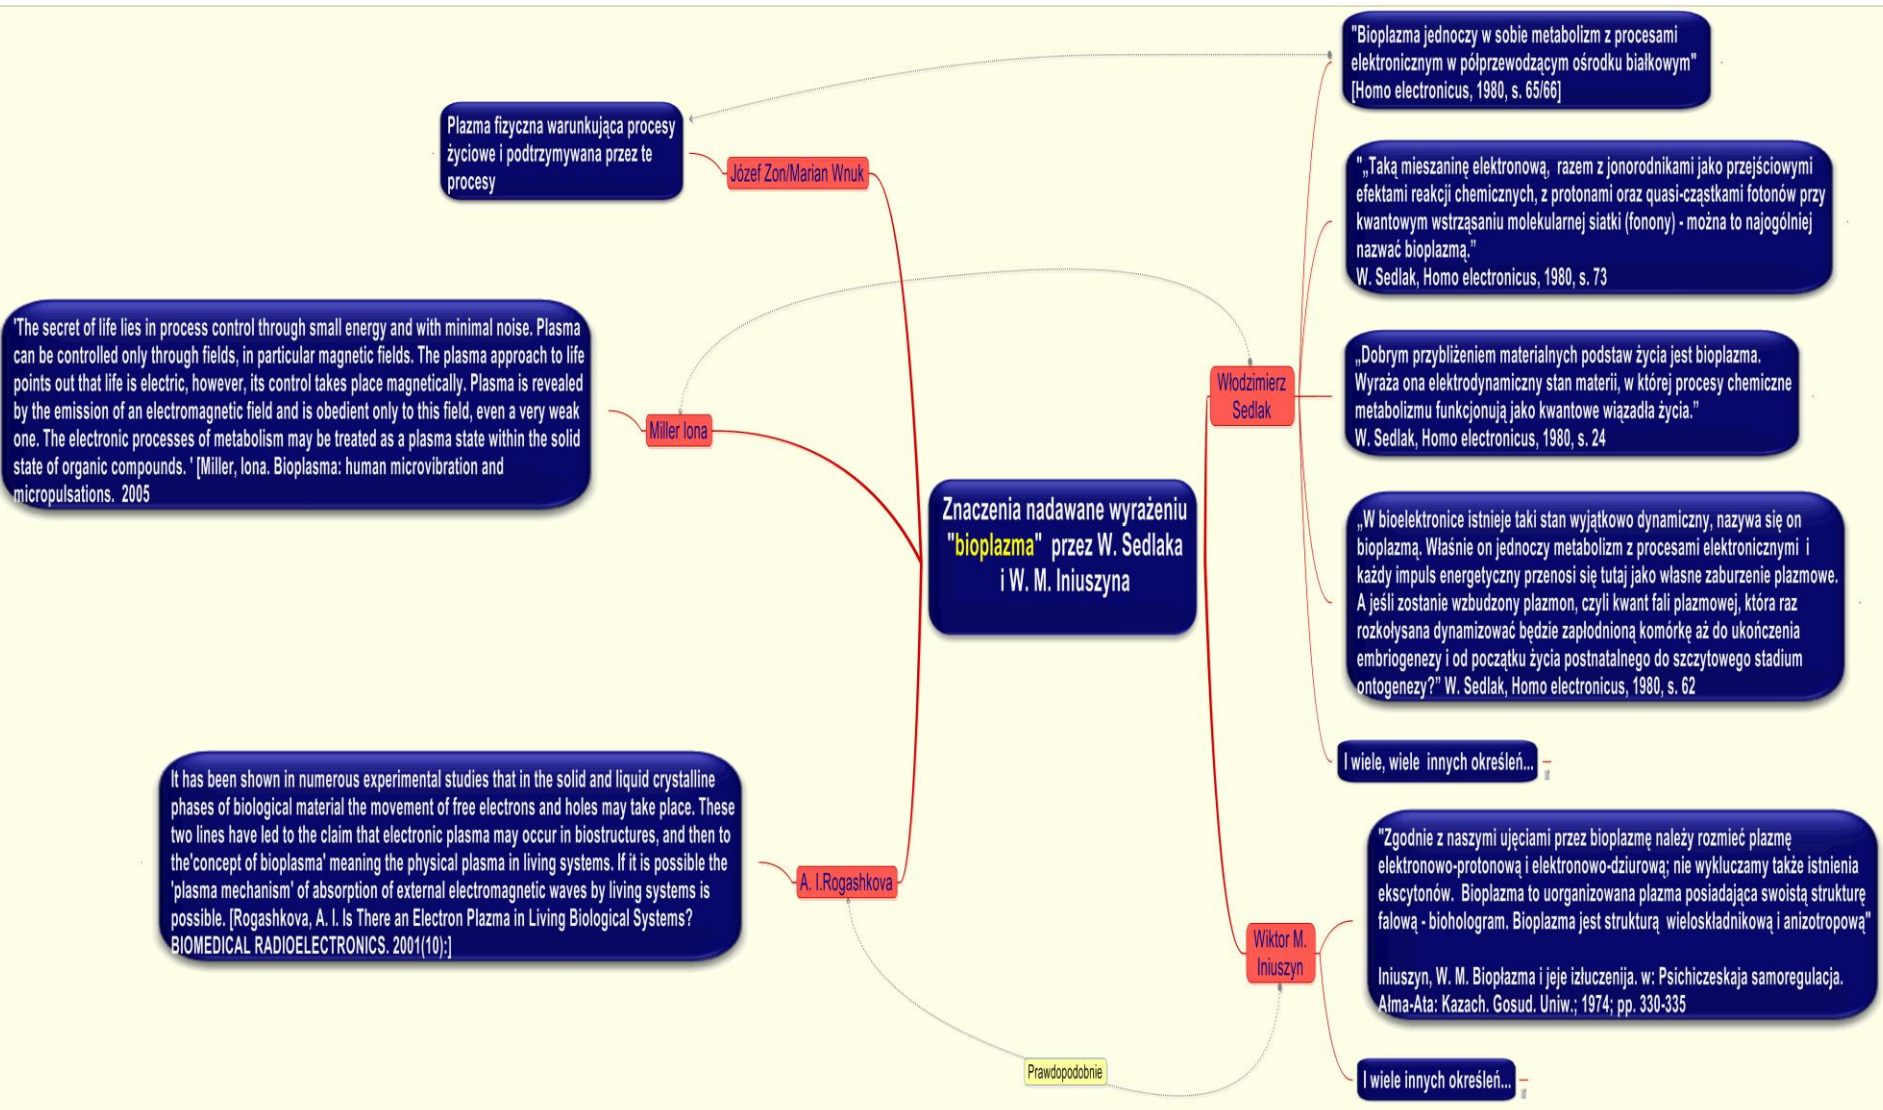 Znaczenia nadawane wyrażeniu
"bioplazma" przez W. Sedlaka
i W. M. Iniuszyna
Józef Zon/Marian Wnuk
Plazma fizyczna warunkująca procesy
życiowe i podtrzymywana przez te
procesy
Miller Iona
'The secret of life lies in process control through small energy and with minimal noise. Plasma
can be controlled only through fields, in particular magnetic fields. The plasma approach to life
points out that life is electric, however, its control takes place magnetically. Plasma is revealed
by the emission of an electromagnetic field and is obedient only to this field, even a very weak
one. The electronic processes of metabolism may be treated as a plasma state within the solid
state of organic compounds. ' [Miller, Iona. Bioplasma: human microvibration and
micropulsations. 2005
A. I.Rogashkova
It has been shown in numerous experimental studies that in the solid and liquid crystalline
phases of biological material the movement of free electrons and holes may take place. These
two lines have led to the claim that electronic plasma may occur in biostructures, and then to
the'concept of bioplasma' meaning the physical plasma in living systems. If it is possible the
'plasma mechanism' of absorption of external electromagnetic waves by living systems is
possible. [Rogashkova, A. I. Is There an Electron Plazma in Living Biological Systems?
BIOMEDICAL RADIOELECTRONICS. 2001(10):]
Włodzimierz
Sedlak
"Bioplazma jednoczy w sobie metabolizm z procesami
elektronicznym w półprzewodzącym ośrodku białkowym"
[Homo electronicus, 1980, s. 65/66]
"„Taką mieszaninę elektronową, razem z jonorodnikami jako przejściowymi
efektami reakcji chemicznych, z protonami oraz quasi-cząstkami fotonów przy
kwantowym wstrząsaniu molekularnej siatki (fonony) - można to najogólniej
nazwać bioplazmą.”
W. Sedlak, Homo electronicus, 1980, s. 73
„Dobrym przybliżeniem materialnych podstaw życia jest bioplazma.
Wyraża ona elektrodynamiczny stan materii, w której procesy chemiczne
metabolizmu funkcjonują jako kwantowe wiązadła życia.”
W. Sedlak, Homo electronicus, 1980, s. 24
„W bioelektronice istnieje taki stan wyjątkowo dynamiczny, nazywa się on
bioplazmą. Właśnie on jednoczy metabolizm z procesami elektronicznymi i
każdy impuls energetyczny przenosi się tutaj jako własne zaburzenie plazmowe.
A jeśli zostanie wzbudzony plazmon, czyli kwant fali plazmowej, która raz
rozkołysana dynamizować będzie zapłodnioną komórkę aż do ukończenia
embriogenezy i od początku życia postnatalnego do szczytowego stadium
ontogenezy?” W. Sedlak, Homo electronicus, 1980, s. 62
I wiele, wiele innych określeń...
Wiktor M.
Iniuszyn
"Zgodnie z naszymi ujęciami przez bioplazmę należy rozmieć plazmę
elektronowo-protonową i elektronowo-dziurową; nie wykluczamy także istnienia
ekscytonów. Bioplazma to uorganizowana plazma posiadająca swoistą strukturę
falową - biohologram. Bioplazma jest strukturą wieloskładnikową i anizotropową"
Iniuszyn, W. M. Biopłazma i jeje izłuczenija. w: Psichiczeskaja samoregulacja.
Ałma-Ata: Kazach. Gosud. Uniw.; 1974; pp. 330-335
I wiele innych określeń...
Prawdopodobnie